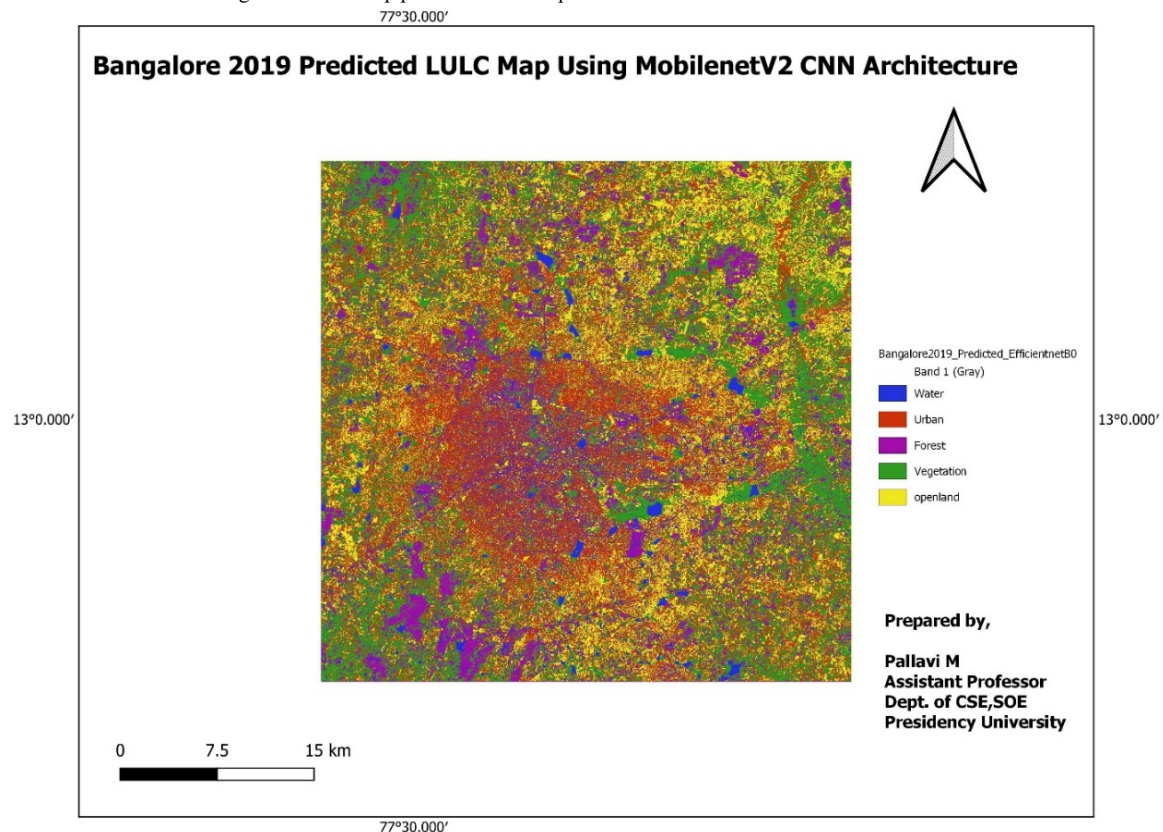 77°30.000′
Bangalore 2019 Predicted LULC Map Using MobilenetV2 CNN Architecture
13°0.000′
13°0.000′
Bangalore2019_Predicted_EfficientnetB0
Band 1 (Gray)
Water
Urban
Forest
Vegetation
openland
Prepared by,
Pallavi M
Assistant Professor
Dept. of CSE,SOE
Presidency University
0 7.5 15 km
77°30.000′